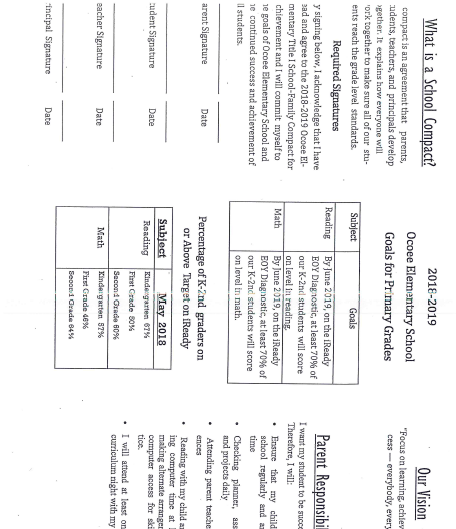 What is a School Compact?
compact is an agreement that parents,
udents, teachers, and principals develop
gether. It explains how everyone will
ork together to make sure all of our stu-
ents reach the grade level standards.
Required Signatures
y signing below, I acknowledge that I have
ead and agree to the 2018-2019 Ocoee El-
mentary Title I School-Family Compact for
chievement and I will commit myself to
e goals of Ocoee Elementary School and
e continued success and achievement of
ll students.
arent Signature Date
udent Signature Date
eacher Signature Date
incipal Signature Date
2018-2019
Ocoee Elementary School
Goals for Primary Grades
Subject Goals
Reading By June 2019, on the iReady
EOY Diagnostic, at least 70% of
our K-2nd students will score
on level in reading.
Math By June 2019, on the iReady
EOY Diagnostic, at least 70% of
our K-2nd students will score
on level in math.
Percentage of K-2nd graders on
or Above Target on iReady
Subject May 2018
Reading Kindergarten 67%
First Grade 50%
Second Grade 60%
Math Kindergarten 57%
First Grade 46%
Second Grade 64%
Our Vision
"Focus on learning, achiev
cess — everybody, every
Parent Responsibil
I want my student to be succe
Therefore, I will:
• Ensure that my child
school regularly and a
time
• Checking planner, ass
and projects daily
• Attending parent teache
ences
• Reading with my child a
ing computer time at
making alternate arranger
computer access for sk
tice.
• I will attend at least on
curriculum night with my